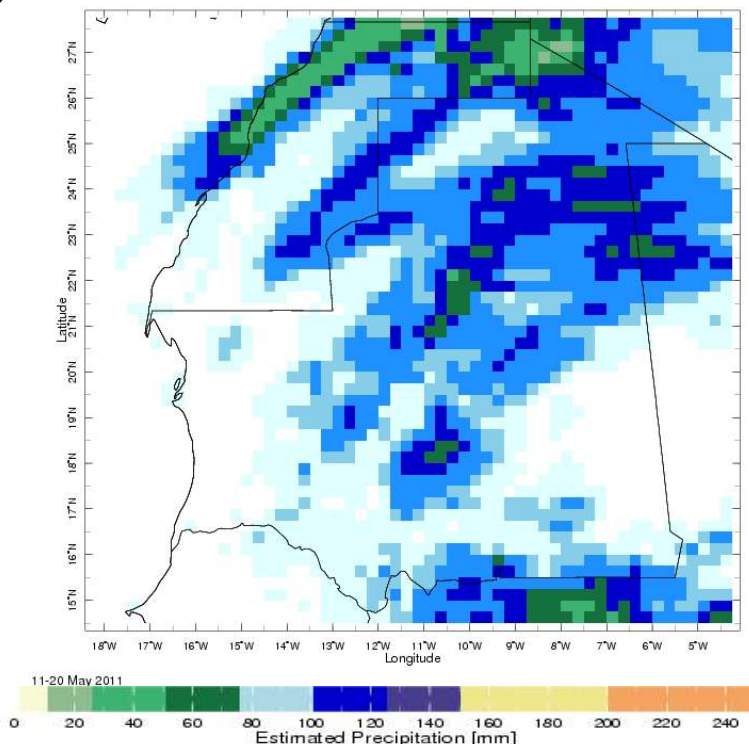 27°N
26°N
25°N
24°N
23°N
22°N
21°N
20°N
19°N
18°N
17°N
16°N
15°N
Latitude
18°W 17°W 16°W 15°W 14°W 13°W 12°W 11°W 10°W 9°W 8°W 7°W 6°W 5°W
Longitude
11-20 May 2011
0 20 40 60 80 100 120 140 160 180 200 220 240
Estimated Precipitation [mm]